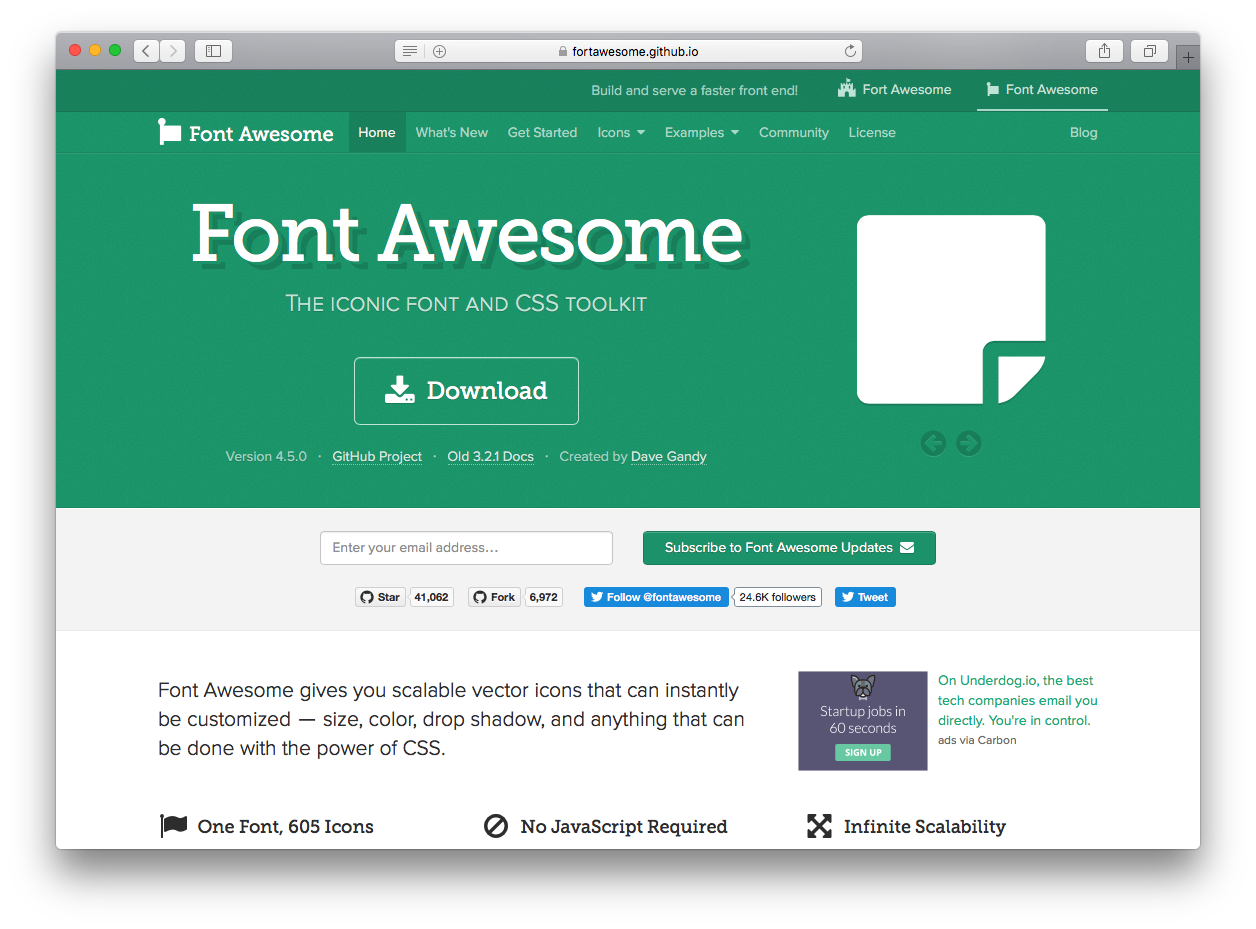 fortawesome.github.io
Build and serve a faster front end! Fort Awesome Font Awesome
Font Awesome Home What's New Get Started Icons Examples Community License Blog
Font Awesome
The iconic font and CSS toolkit
Download
Version 4.5.0 · GitHub Project · Old 3.2.1 Docs · Created by Dave Gandy
Enter your email address... Subscribe to Font Awesome Updates
Star 41,062 Fork 6,972 Follow @fontawesome 24.6K followers Tweet
Font Awesome gives you scalable vector icons that can instantly
be customized — size, color, drop shadow, and anything that can
be done with the power of CSS.
Startup jobs in
60 seconds
SIGN UP
On Underdog.io, the best
tech companies email you
directly. You're in control.
ads via Carbon
One Font, 605 Icons No JavaScript Required Infinite Scalability